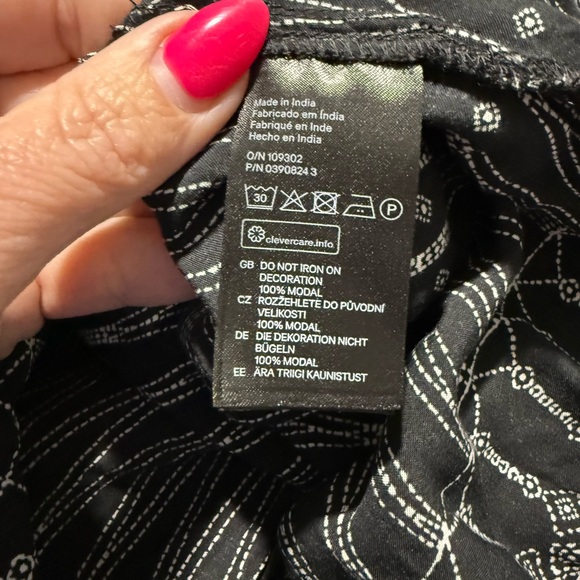 Made in India
Fabricado em Índia
Fabriqué en Inde
Hecho en India
O/N 109302
P/N 0390824 3
30 P
clevercare.info
GB DO NOT IRON ON
DECORATION
100% MODAL
CZ ROZŽEHLETE DO PŮVODNÍ
VELIKOSTI
100% MODAL
DE DIE DEKORATION NICHT
BÜGELN
100% MODAL
EE ÄRA TRIIGI KAUNISTUST